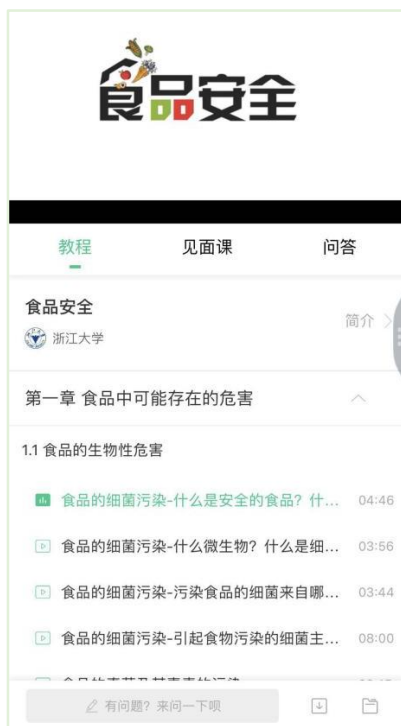 食品安全
教程 见面课 问答
食品安全
简介
浙江大学
第一章 食品中可能存在的危害
1.1 食品的生物性危害
食品的细菌污染-什么是安全的食品？什... 04:46
食品的细菌污染-什么微生物？什么是细... 03:56
食品的细菌污染-污染食品的细菌来自哪... 03:44
食品的细菌污染-引起食物污染的细菌主... 08:00
有问题？来问一下呗